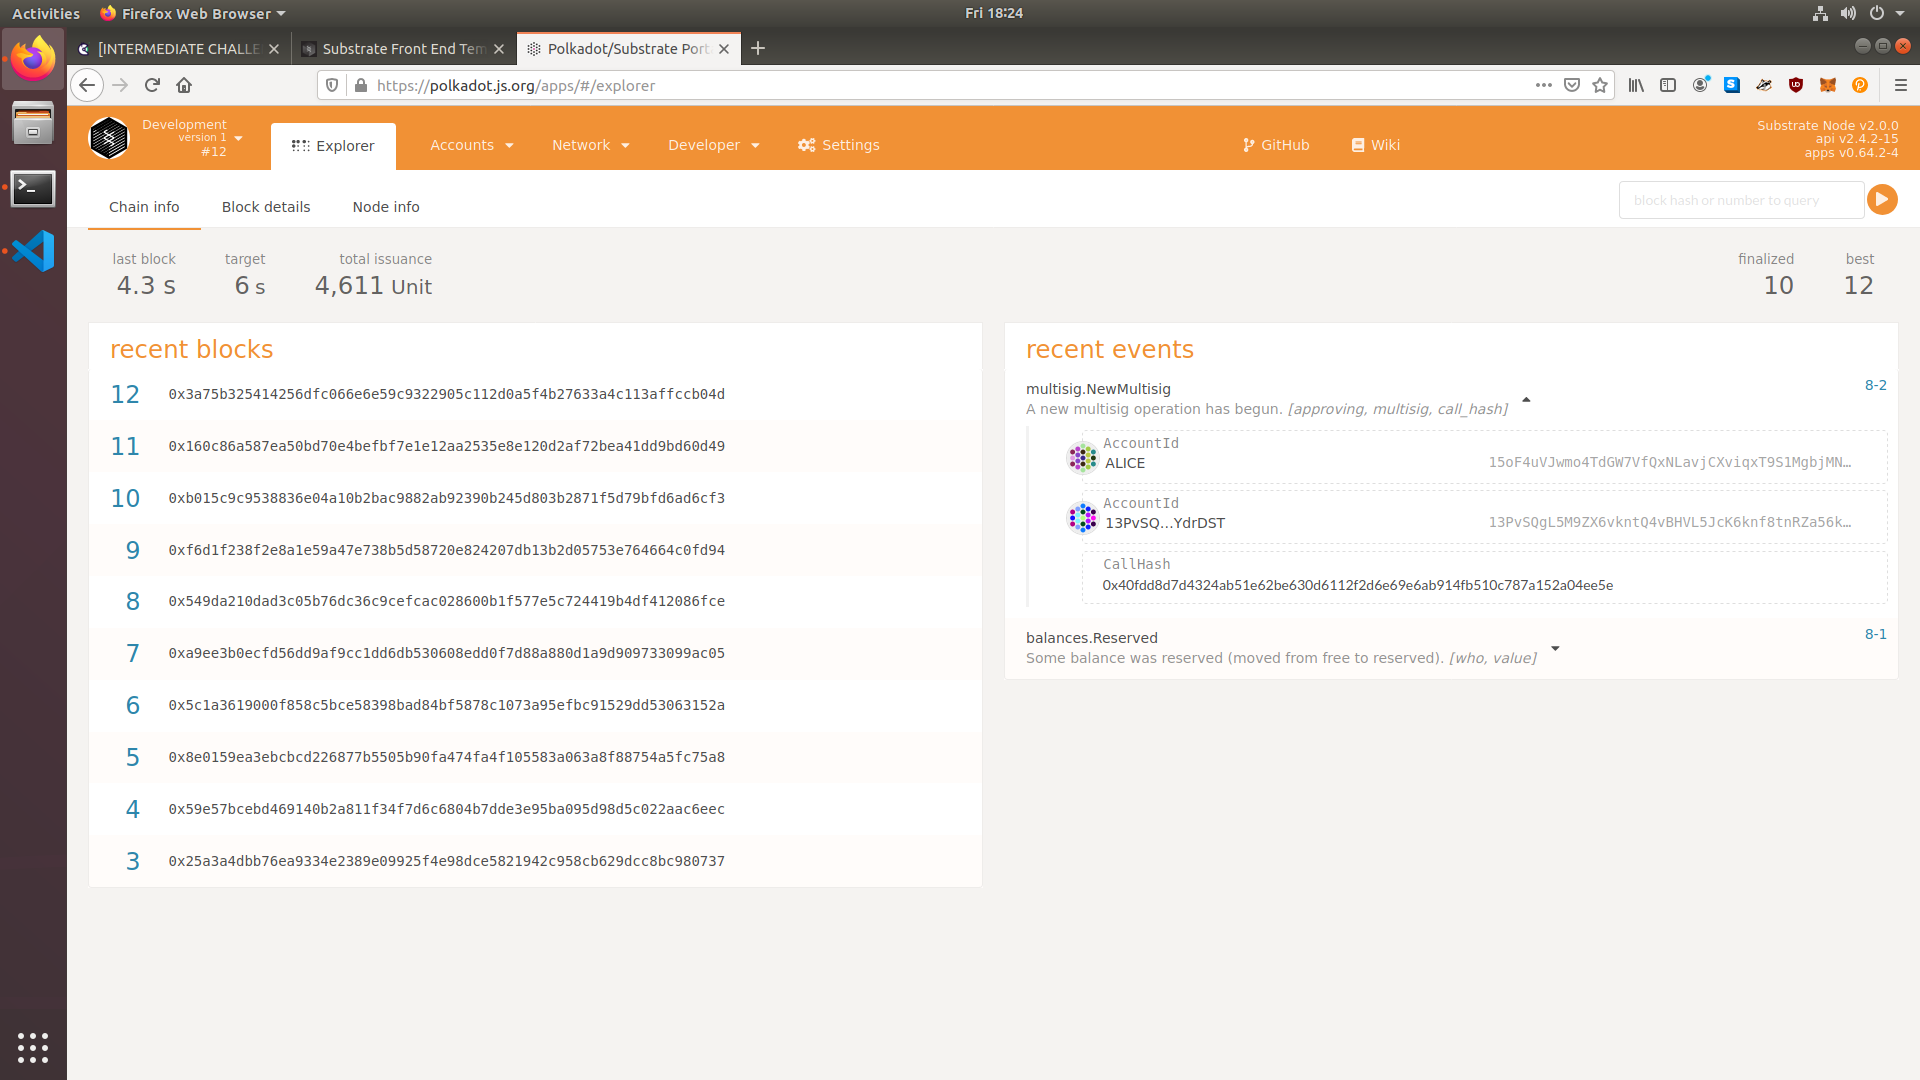 Activities
Firefox Web Browser
Fri 18:24
[INTERMEDIATE CHALLE
Substrate Front End Tem
Polkadot/Substrate Port
https://polkadot.js.org/apps/#/explorer
Development
version 1
#12
Explorer
Accounts
Network
Developer
Settings
GitHub
Wiki
Substrate Node v2.0.0
api v2.4.2-15
apps v0.64.2-4
Chain info
Block details
Node info
block hash or number to query
last block
4.3 s
target
6 s
total issuance
4,611 Unit
finalized
10
best
12
recent blocks
12 0x3a75b325414256dfc066e6e59c9322905c112d0a5f4b27633a4c113affccb04d
11 0x160c86a587ea50bd70e4befbf7e1e12aa2535e8e120d2af72bea41dd9bd60d49
10 0xb015c9c9538836e04a10b2bac9882ab92390b245d803b2871f5d79bfd6ad6cf3
9 0xf6d1f238f2e8a1e59a47e738b5d58720e824207db13b2d05753e764664c0fd94
8 0x549da210dad3c05b76dc36c9cefcac028600b1f577e5c724419b4df412086fce
7 0xa9ee3b0ecfd56dd9af9cc1dd6db530608edd0f7d88a880d1a9d909733099ac05
6 0x5c1a3619000f858c5bce58398bad84bf5878c1073a95efbc91529dd53063152a
5 0x8e0159ea3ebcbcd226877b5505b90fa474fa4f105583a063a8f88754a5fc75a8
4 0x59e57bcebd469140b2a811f34f7d6c6804b7dde3e95ba095d98d5c022aac6eec
3 0x25a3a4dbb76ea9334e2389e09925f4e98dce5821942c958cb629dcc8bc980737
recent events
multisig.NewMultisig
8-2
A new multisig operation has begun. [approving, multisig, call_hash]
AccountId
ALICE
15oF4uVJwmo4TdGW7VfQxNLavjCXviqxT9S1MgbjMN…
AccountId
13PvSQ…YdrDST
13PvSQgL5M9ZX6vkntQ4vBHVL5JcK6knf8tnRZa56k…
CallHash
0x40fdd8d7d4324ab51e62be630d6112f2d6e69e6ab914fb510c787a152a04ee5e
balances.Reserved
8-1
Some balance was reserved (moved from free to reserved). [who, value]